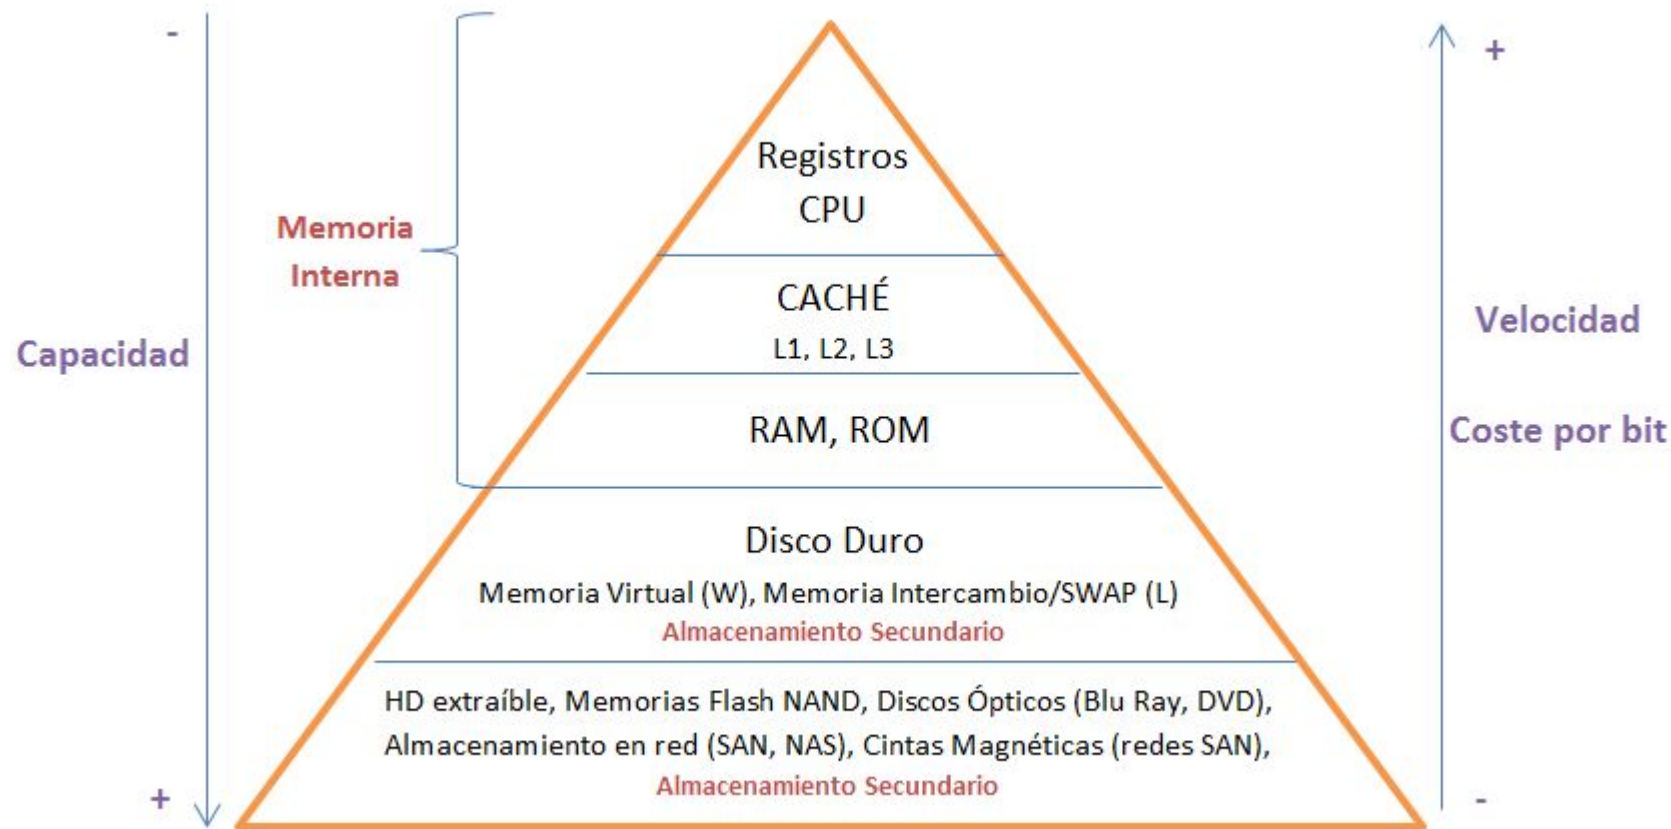 -
+
Registros
CPU
Memoria
Interna
CACHÉ
L1, L2, L3
Capacidad
Velocidad
RAM, ROM
Coste por bit
Disco Duro
Memoria Virtual (W), Memoria Intercambio/SWAP (L)
Almacenamiento Secundario
HD extraíble, Memorias Flash NAND, Discos Ópticos (Blu Ray, DVD),
Almacenamiento en red (SAN, NAS), Cintas Magnéticas (redes SAN),
Almacenamiento Secundario
+
-